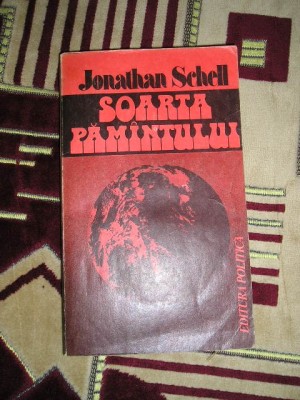 Jonathan Schell
SOARTA
PĂMÎNTULUI
EDITURA POLITICĂ